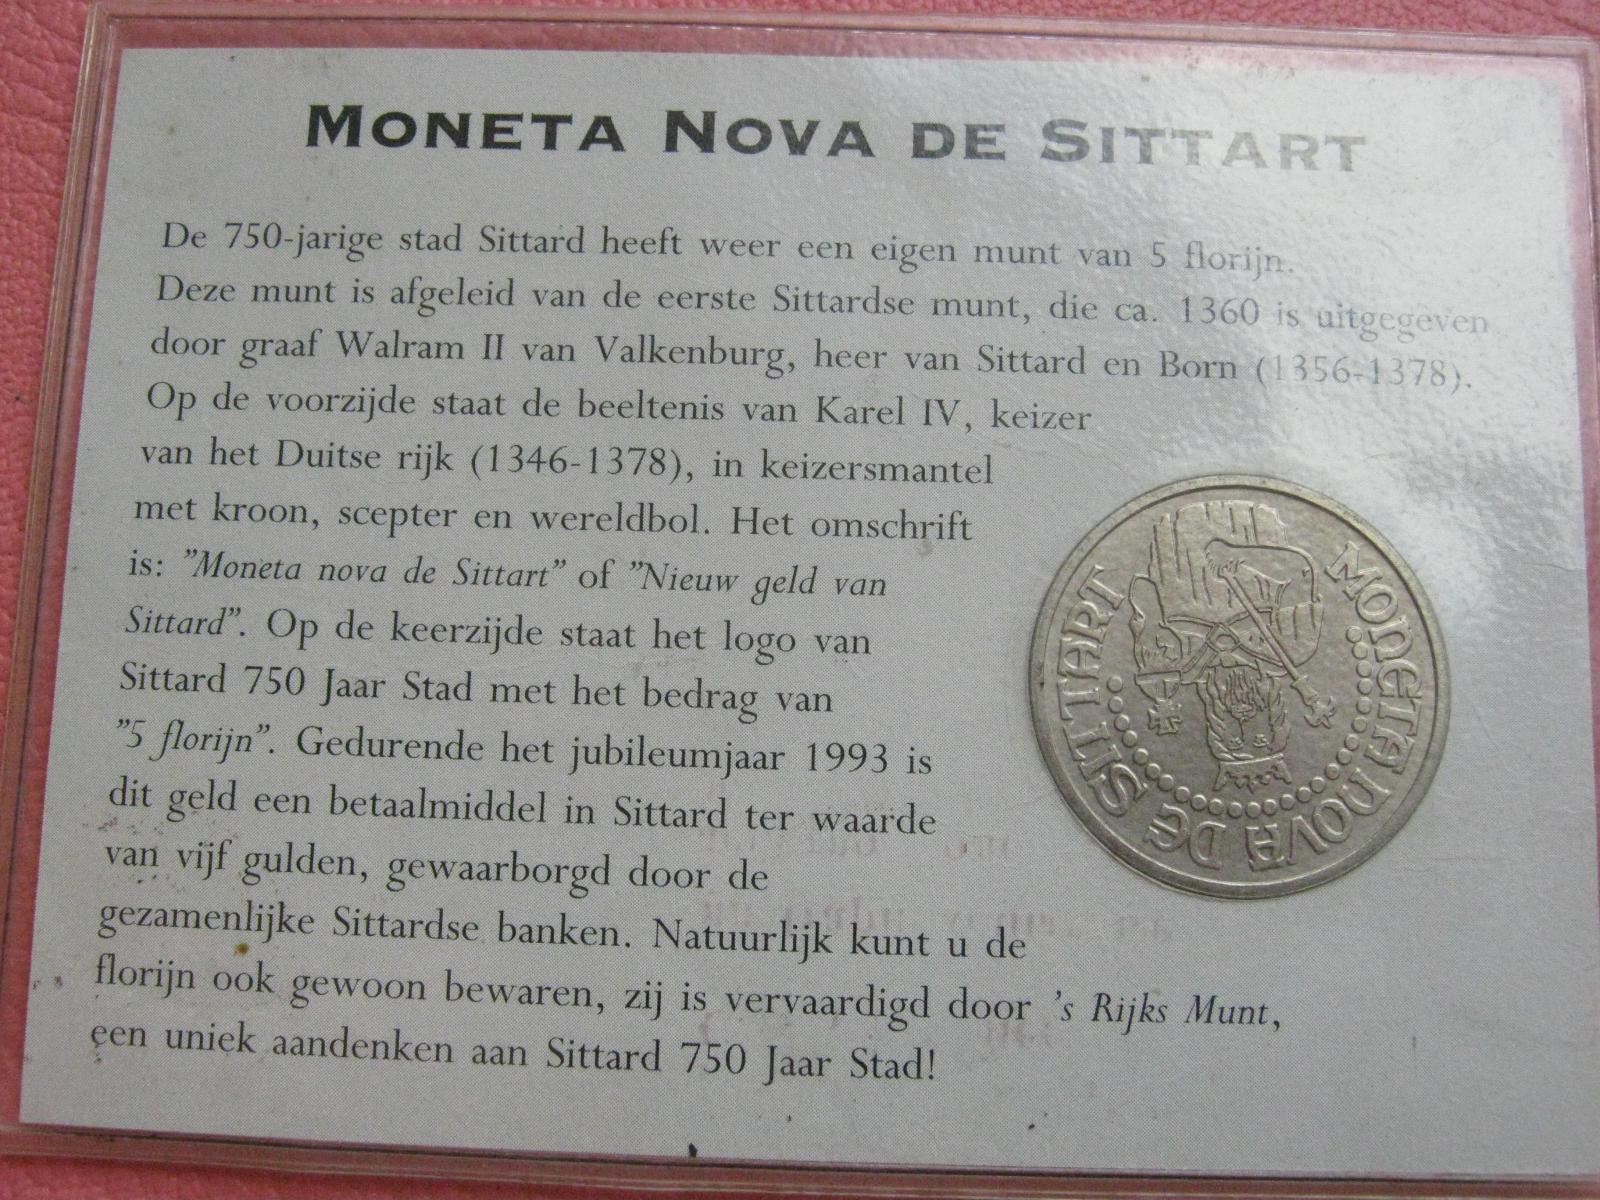 MONETA NOVA DE SITTART
De 750-jarige stad Sittard heeft weer een eigen munt van 5 florijn.
Deze munt is afgeleid van de eerste Sittardse munt, die ca. 1360 is uitgegeven
door graaf Walram II van Valkenburg, heer van Sittard en Born (1356-1378).
Op de voorzijde staat de beeltenis van Karel IV, keizer
van het Duitse rijk (1346-1378), in keizersmantel
met kroon, scepter en wereldbol. Het omschrift
is: ”Moneta nova de Sittart” of ”Nieuw geld van
Sittard”. Op de keerzijde staat het logo van
Sittard 750 Jaar Stad met het bedrag van
”5 florijn”. Gedurende het jubileumjaar 1993 is
dit geld een betaalmiddel in Sittard ter waarde
van vijf gulden, gewaarborgd door de
gezamenlijke Sittardse banken. Natuurlijk kunt u de
florijn ook gewoon bewaren, zij is vervaardigd door ’s Rijks Munt,
een uniek aandenken aan Sittard 750 Jaar Stad!
MONETA NOVA DE SITTART